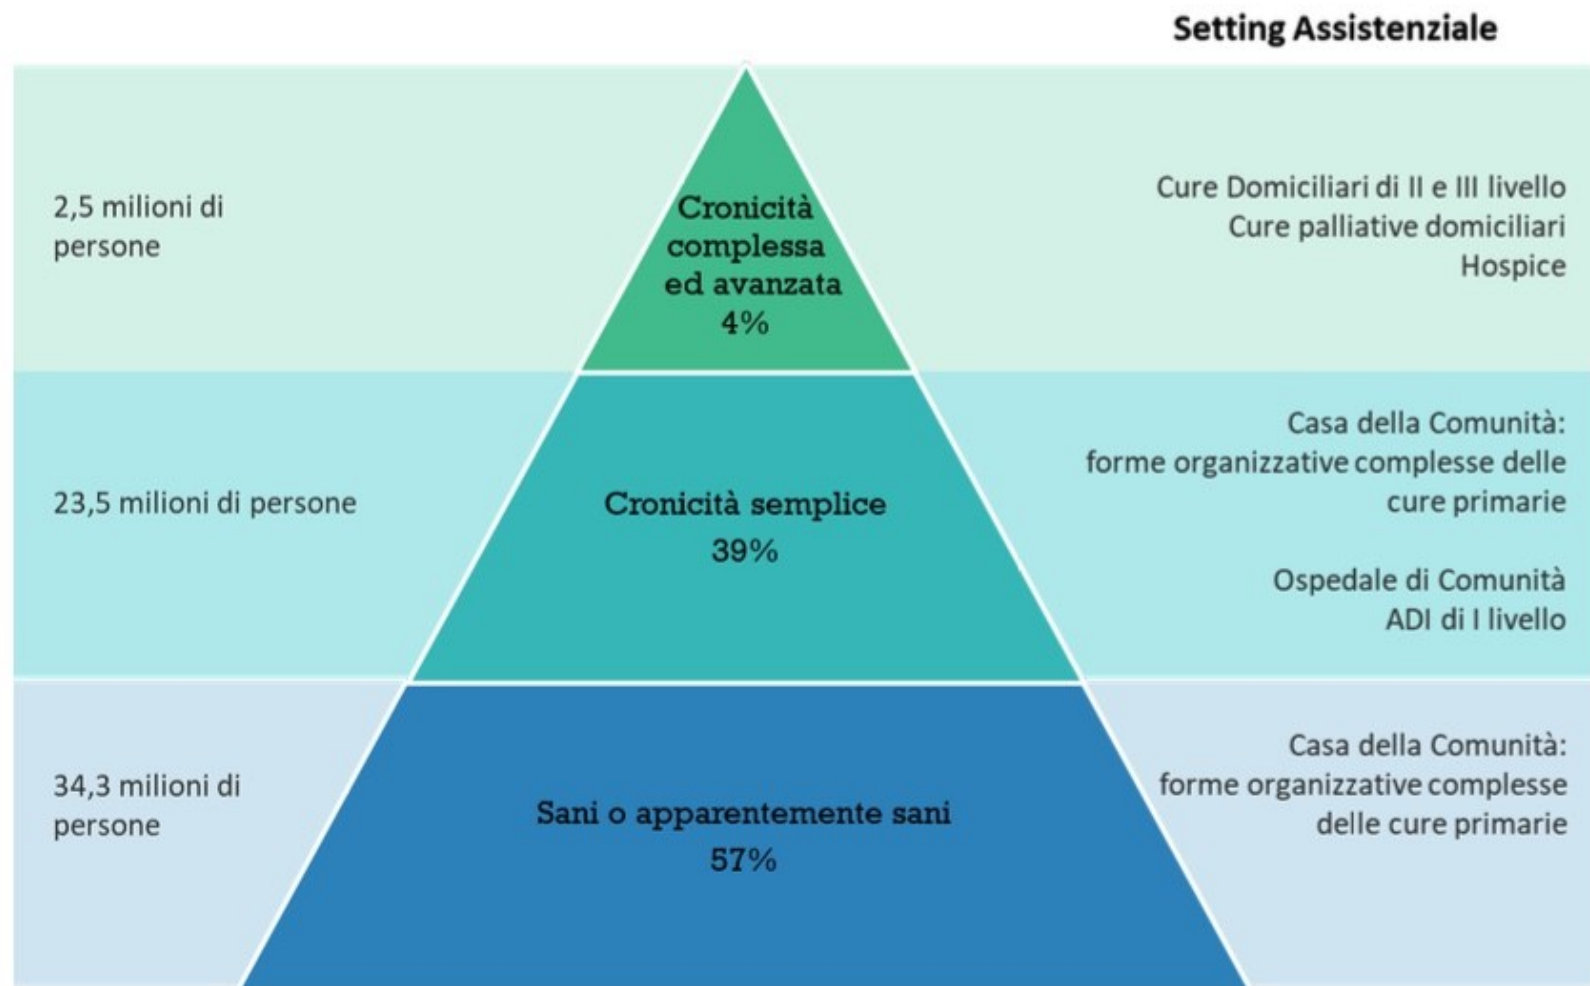 Setting Assistenziale
2,5 milioni di
persone
Cronicità
complessa
ed avanzata
4%
Cure Domiciliari di II e III livello
Cure palliative domiciliari
Hospice
23,5 milioni di persone
Cronicità semplice
39%
Casa della Comunità:
forme organizzative complesse delle
cure primarie
Ospedale di Comunità
ADI di I livello
34,3 milioni di
persone
Sani o apparentemente sani
57%
Casa della Comunità:
forme organizzative complesse
delle cure primarie